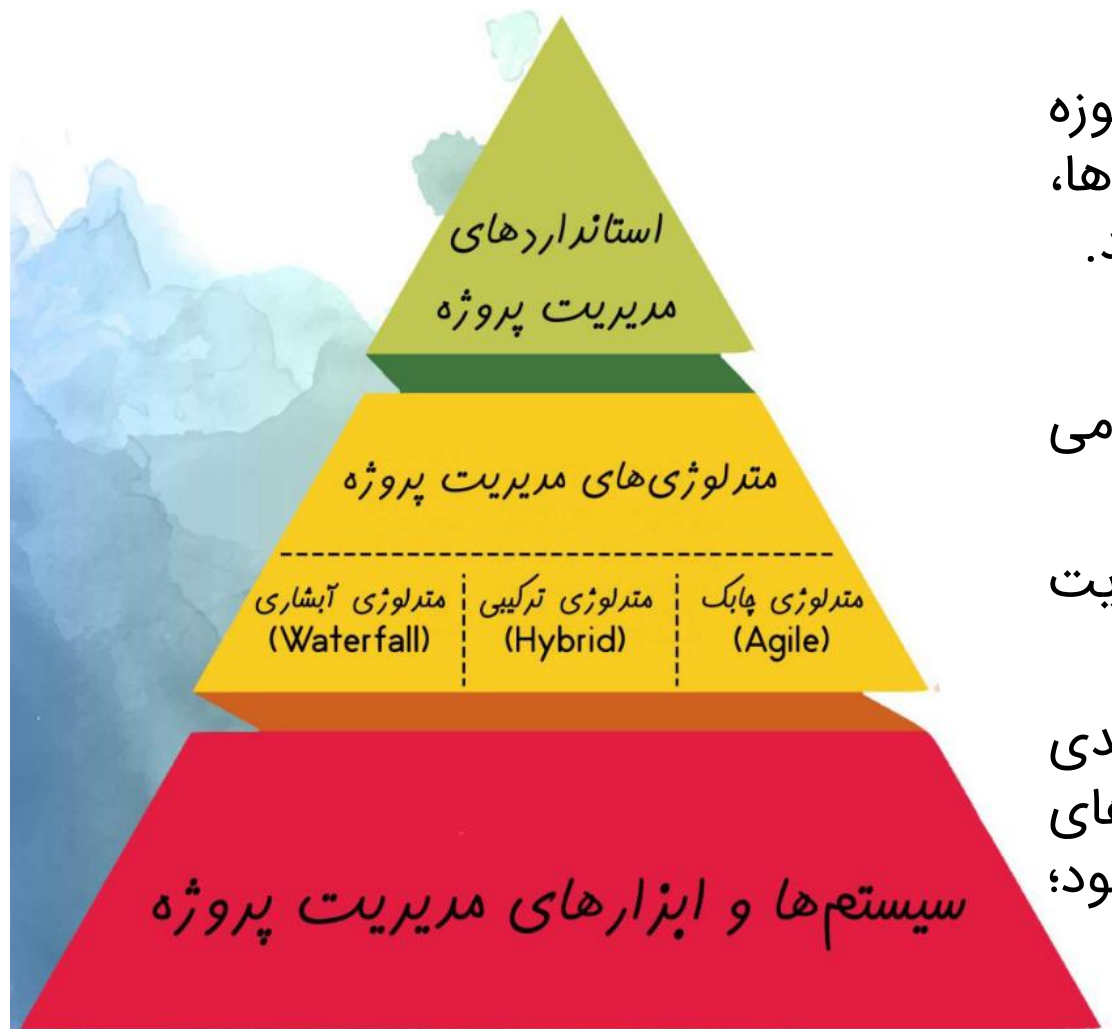 استانداردهای
مدیریت پروژه
متدلوژی‌های مدیریت پروژه
متدلوژی چابک
(Agile)
متدلوژی ترکیبی
(Hybrid)
متدلوژی آبشاری
(Waterfall)
سیستم‌ها و ابزارهای مدیریت پروژه